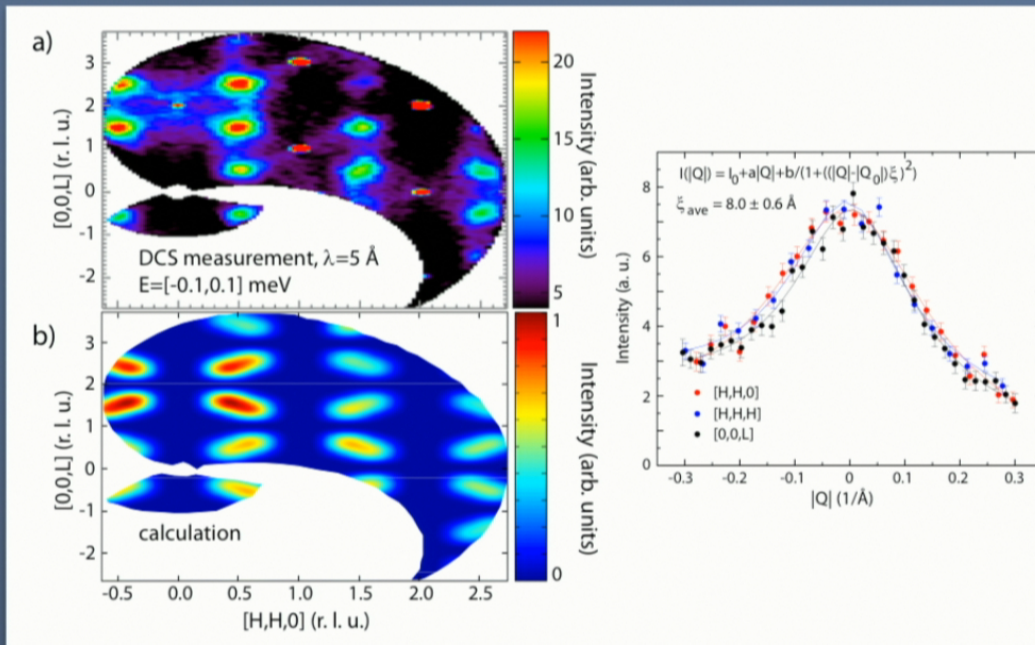 a)
[0,0,L] (r. l. u.)
3
2
1
0
-1
-2
DCS measurement, λ=5 Å
E=[-0.1,0.1] meV
20
15
10
5
Intensity (arb. units)
b)
[0,0,L] (r. l. u.)
3
2
1
0
-1
-2
calculation
-0.5 0.0 0.5 1.0 1.5 2.0 2.5
[H,H,0] (r. l. u.)
1
0
Intensity (arb. units)
I(|Q|) = I0+a|Q|+b/(1+((|Q|-|Q0|)ξ)2)
ξave = 8.0 ± 0.6 Å
Intensity (a. u.)
8
6
4
2
0
[H,H,0]
[H,H,H]
[0,0,L]
-0.3 -0.2 -0.1 0 0.1 0.2 0.3
|Q| (1/Å)